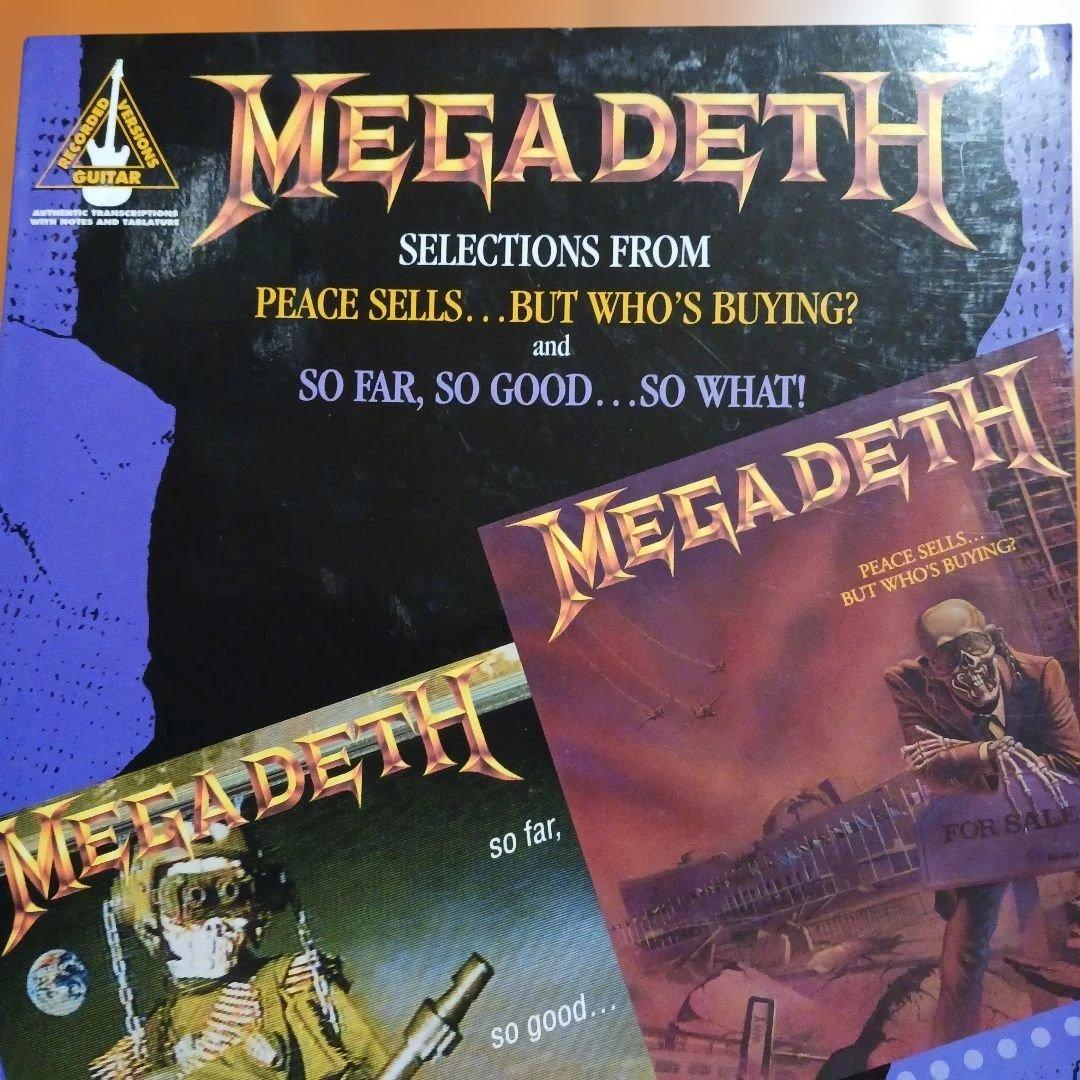 RECORDED VERSIONS
GUITAR
AUTHENTIC TRANSCRIPTIONS
WITH NOTES AND TABLATURE
MEGADETH
SELECTIONS FROM
PEACE SELLS...BUT WHO'S BUYING?
and
SO FAR, SO GOOD...SO WHAT!
MEGADETH
PEACE SELLS...
BUT WHO'S BUYING?
FOR SALE
MEGADETH
so far,
so good...